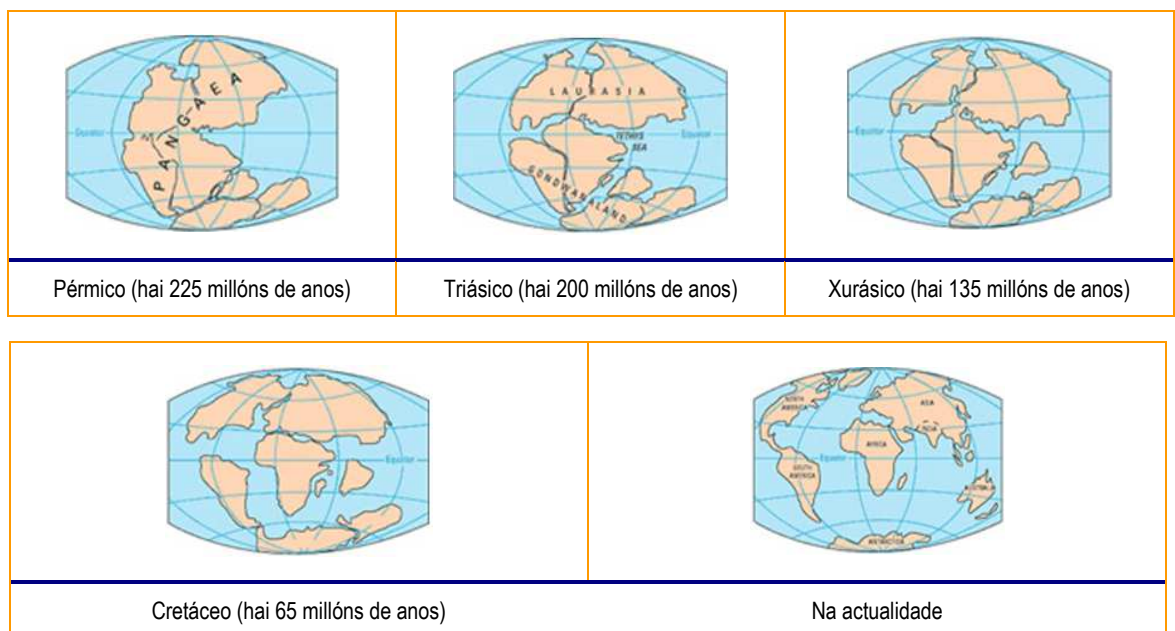 Equator
PANGAEA
LAURASIA
TETHYS
SEA
Equator
GONDWANALAND
Equator
Pérmico (hai 225 millóns de anos)
Triásico (hai 200 millóns de anos)
Xurásico (hai 135 millóns de anos)
Equator
NORTH
AMERICA
ASIA
INDIA
AFRICA
Equator
SOUTH
AMERICA
AUSTRALIA
ANTARCTICA
Cretáceo (hai 65 millóns de anos)
Na actualidade